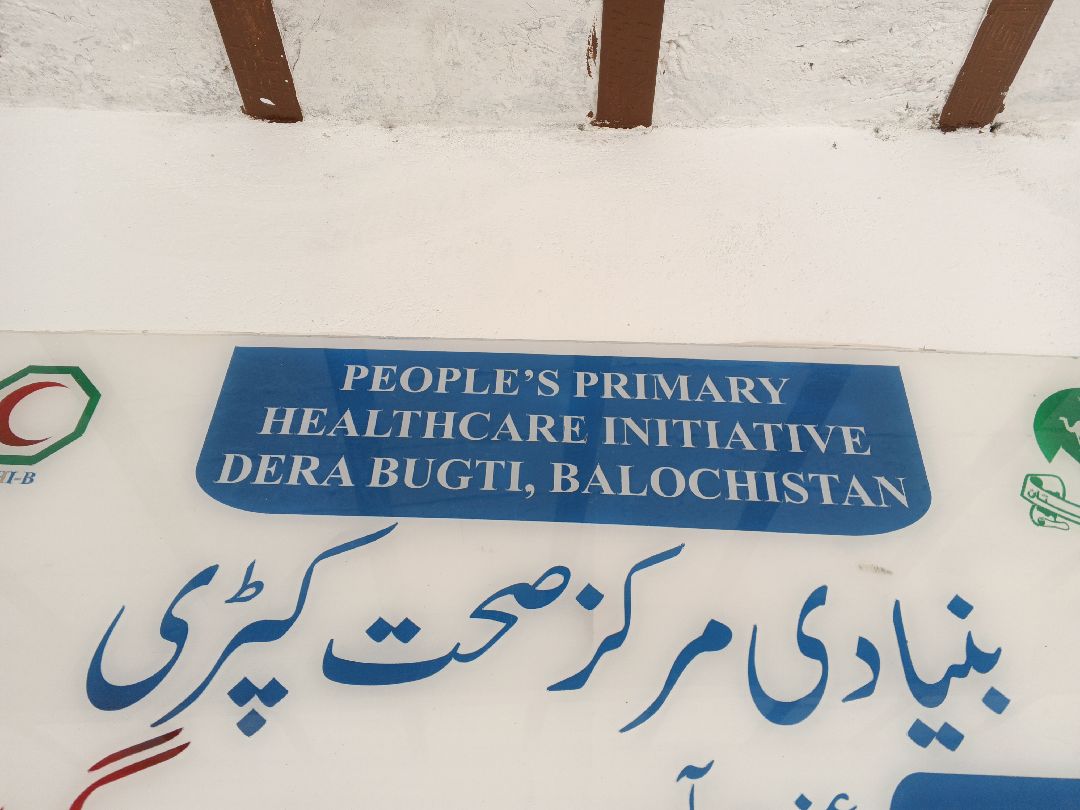 PEOPLE'S PRIMARY
HEALTHCARE INITIATIVE
DERA BUGTI, BALOCHISTAN
بنیادی مرکز صحت کپڑی